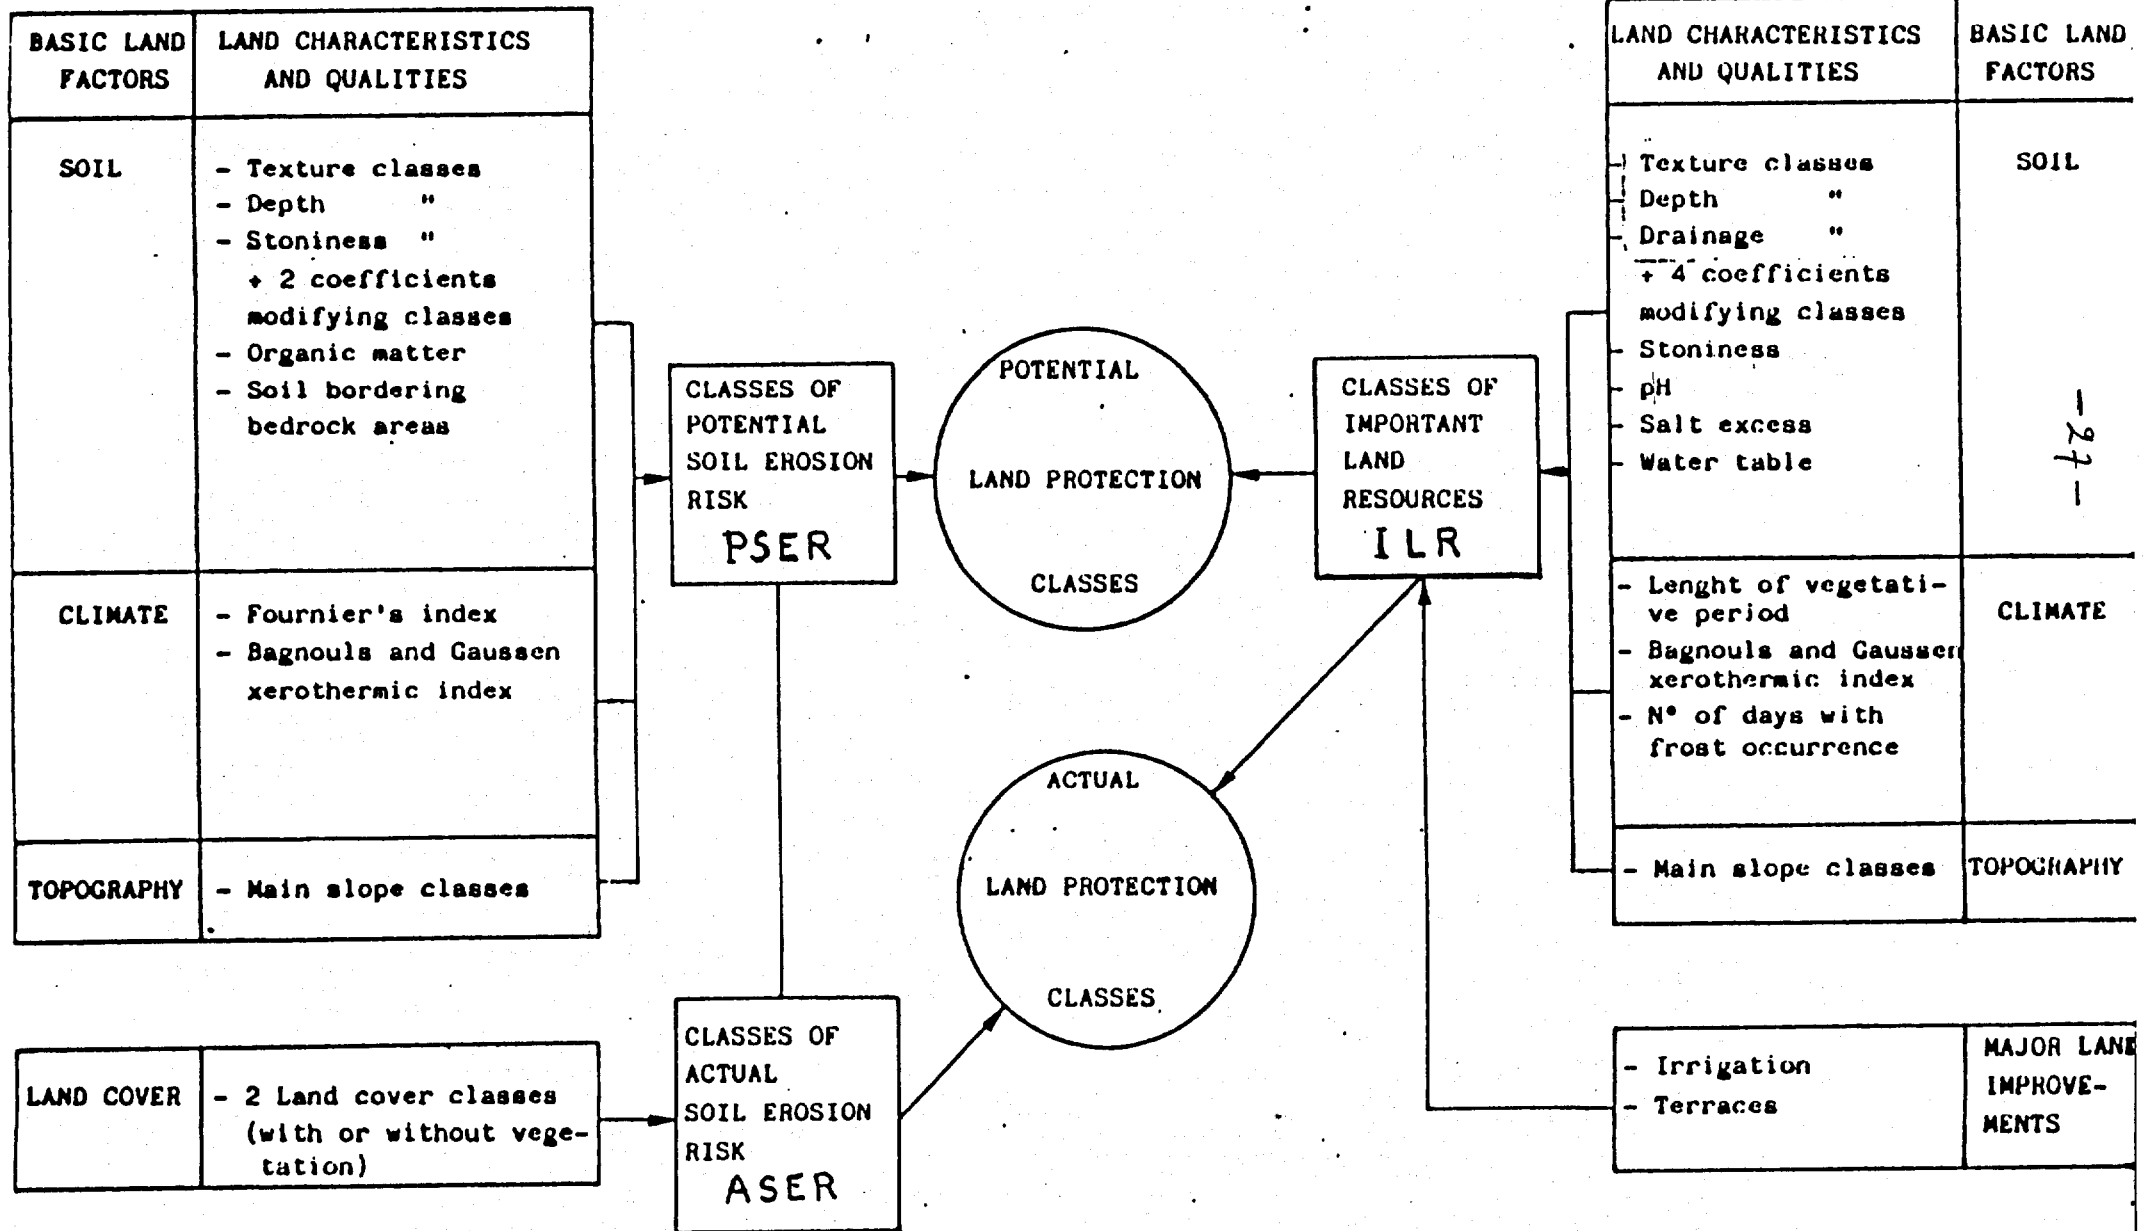 BASIC LAND
FACTORS
LAND CHARACTERISTICS
AND QUALITIES
SOIL
- Texture classes
- Depth "
- Stoniness "
+ 2 coefficients
modifying classes
- Organic matter
- Soil bordering
bedrock areas
CLIMATE
- Fournier's index
- Bagnouls and Gaussen
xerothermic index
TOPOGRAPHY
- Main slope classes
LAND COVER
- 2 Land cover classes
(with or without vege-
tation)
CLASSES OF
POTENTIAL
SOIL EROSION
RISK
PSER
CLASSES OF
ACTUAL
SOIL EROSION
RISK
ASER
POTENTIAL
LAND PROTECTION
CLASSES
ACTUAL
LAND PROTECTION
CLASSES
CLASSES OF
IMPORTANT
LAND
RESOURCES
ILR
LAND CHARACTERISTICS
AND QUALITIES
BASIC LAND
FACTORS
- Texture classes
- Depth "
- Drainage "
+ 4 coefficients
modifying classes
- Stoniness
- pH
- Salt excess
- Water table
SOIL
- Lenght of vegetati-
ve period
- Bagnouls and Gaussen
xerothermic index
- N° of days with
frost occurrence
CLIMATE
- Main slope classes
TOPOGRAPHY
- Irrigation
- Terraces
MAJOR LAND
IMPROVE-
MENTS
- 27 -